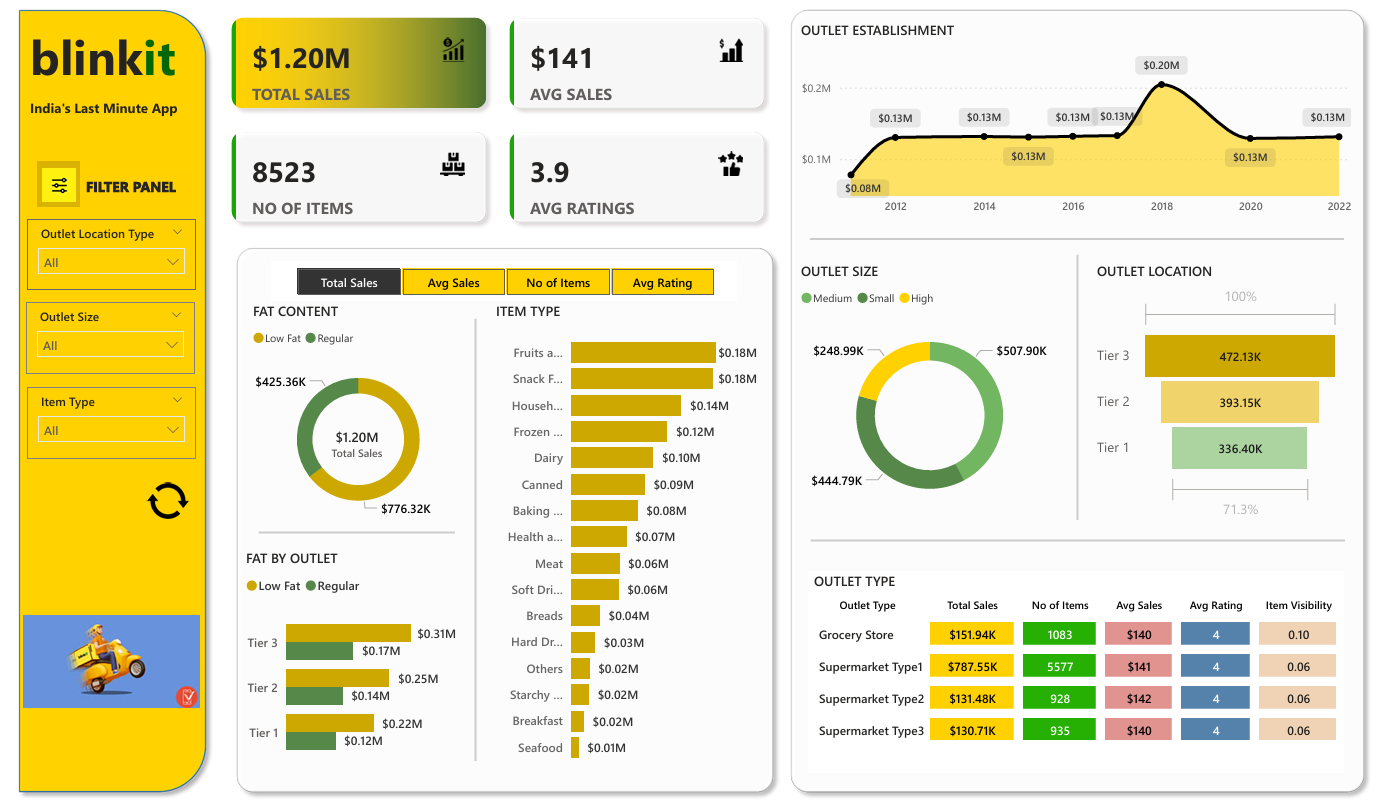 blinkit
India's Last Minute App
FILTER PANEL
Outlet Location Type
All
Outlet Size
All
Item Type
All
$1.20M
TOTAL SALES
$141
AVG SALES
8523
NO OF ITEMS
3.9
AVG RATINGS
Total Sales
Avg Sales
No of Items
Avg Rating
FAT CONTENT
Low Fat Regular
$425.36K
$1.20M
Total Sales
$776.32K
FAT BY OUTLET
Low Fat Regular
Tier 3 $0.31M
$0.17M
Tier 2 $0.25M
$0.14M
Tier 1 $0.22M
$0.12M
ITEM TYPE
Fruits a... $0.18M
Snack F... $0.18M
Househ... $0.14M
Frozen ... $0.12M
Dairy $0.10M
Canned $0.09M
Baking ... $0.08M
Health a... $0.07M
Meat $0.06M
Soft Dri... $0.06M
Breads $0.04M
Hard Dr... $0.03M
Others $0.02M
Starchy ... $0.02M
Breakfast $0.02M
Seafood $0.01M
OUTLET ESTABLISHMENT
$0.20M
$0.2M
$0.13M $0.13M $0.13M $0.13M $0.13M
$0.1M
$0.13M $0.13M
$0.08M
2012 2014 2016 2018 2020 2022
OUTLET SIZE
Medium Small High
$248.99K $507.90K
$444.79K
OUTLET LOCATION
100%
Tier 3 472.13K
Tier 2 393.15K
Tier 1 336.40K
71.3%
OUTLET TYPE
Outlet Type Total Sales No of Items Avg Sales Avg Rating Item Visibility
Grocery Store $151.94K 1083 $140 4 0.10
Supermarket Type1 $787.55K 5577 $141 4 0.06
Supermarket Type2 $131.48K 928 $142 4 0.06
Supermarket Type3 $130.71K 935 $140 4 0.06